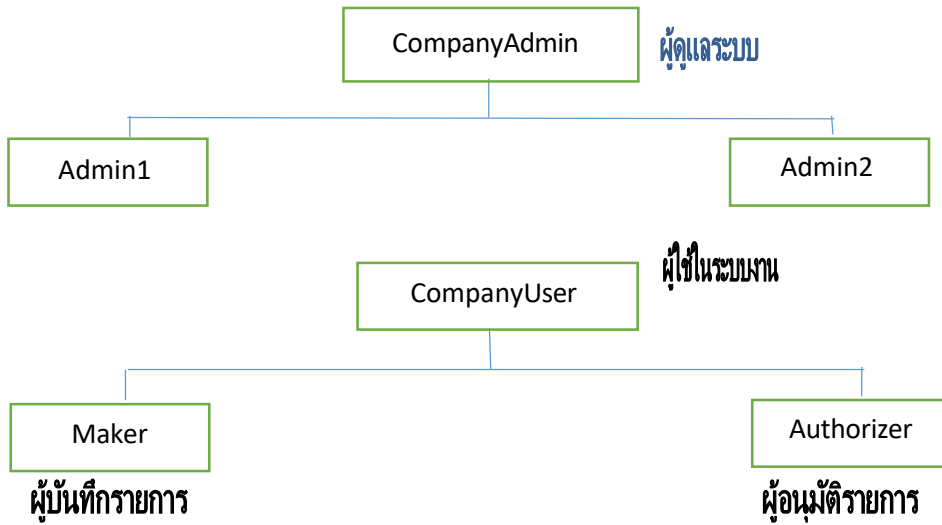 CompanyAdmin
ผู้ดูแลระบบ
Admin1
Admin2
ผู้ใช้ในระบบงาน
CompanyUser
Maker
Authorizer
ผู้บันทึกรายการ
ผู้อนุมัติรายการ